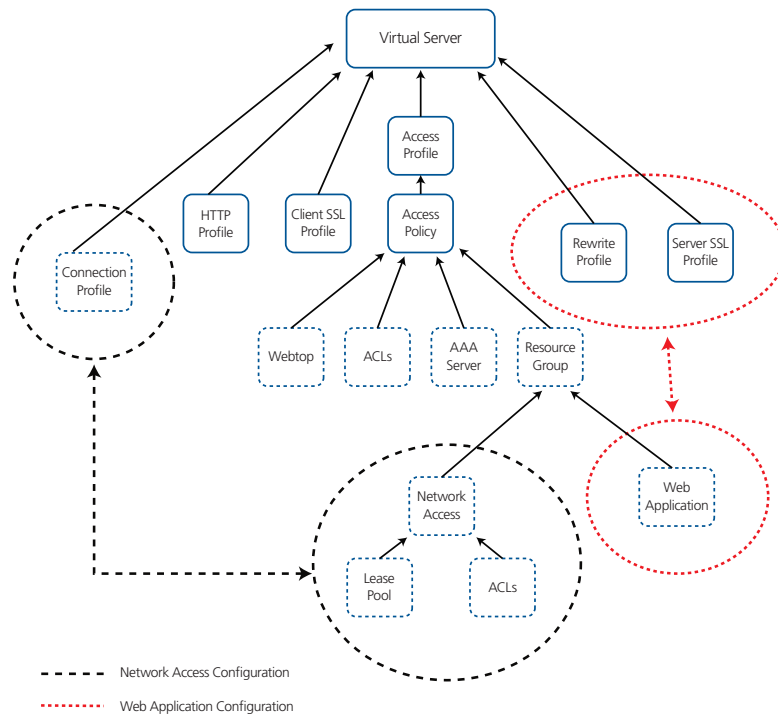 Virtual Server
Access
Profile
HTTP
Profile
Client SSL
Profile
Access
Policy
Rewrite
Profile
Server SSL
Profile
Connection
Profile
Webtop
ACLs
AAA
Server
Resource
Group
Network
Access
Web
Application
Lease
Pool
ACLs
Network Access Configuration
Web Application Configuration